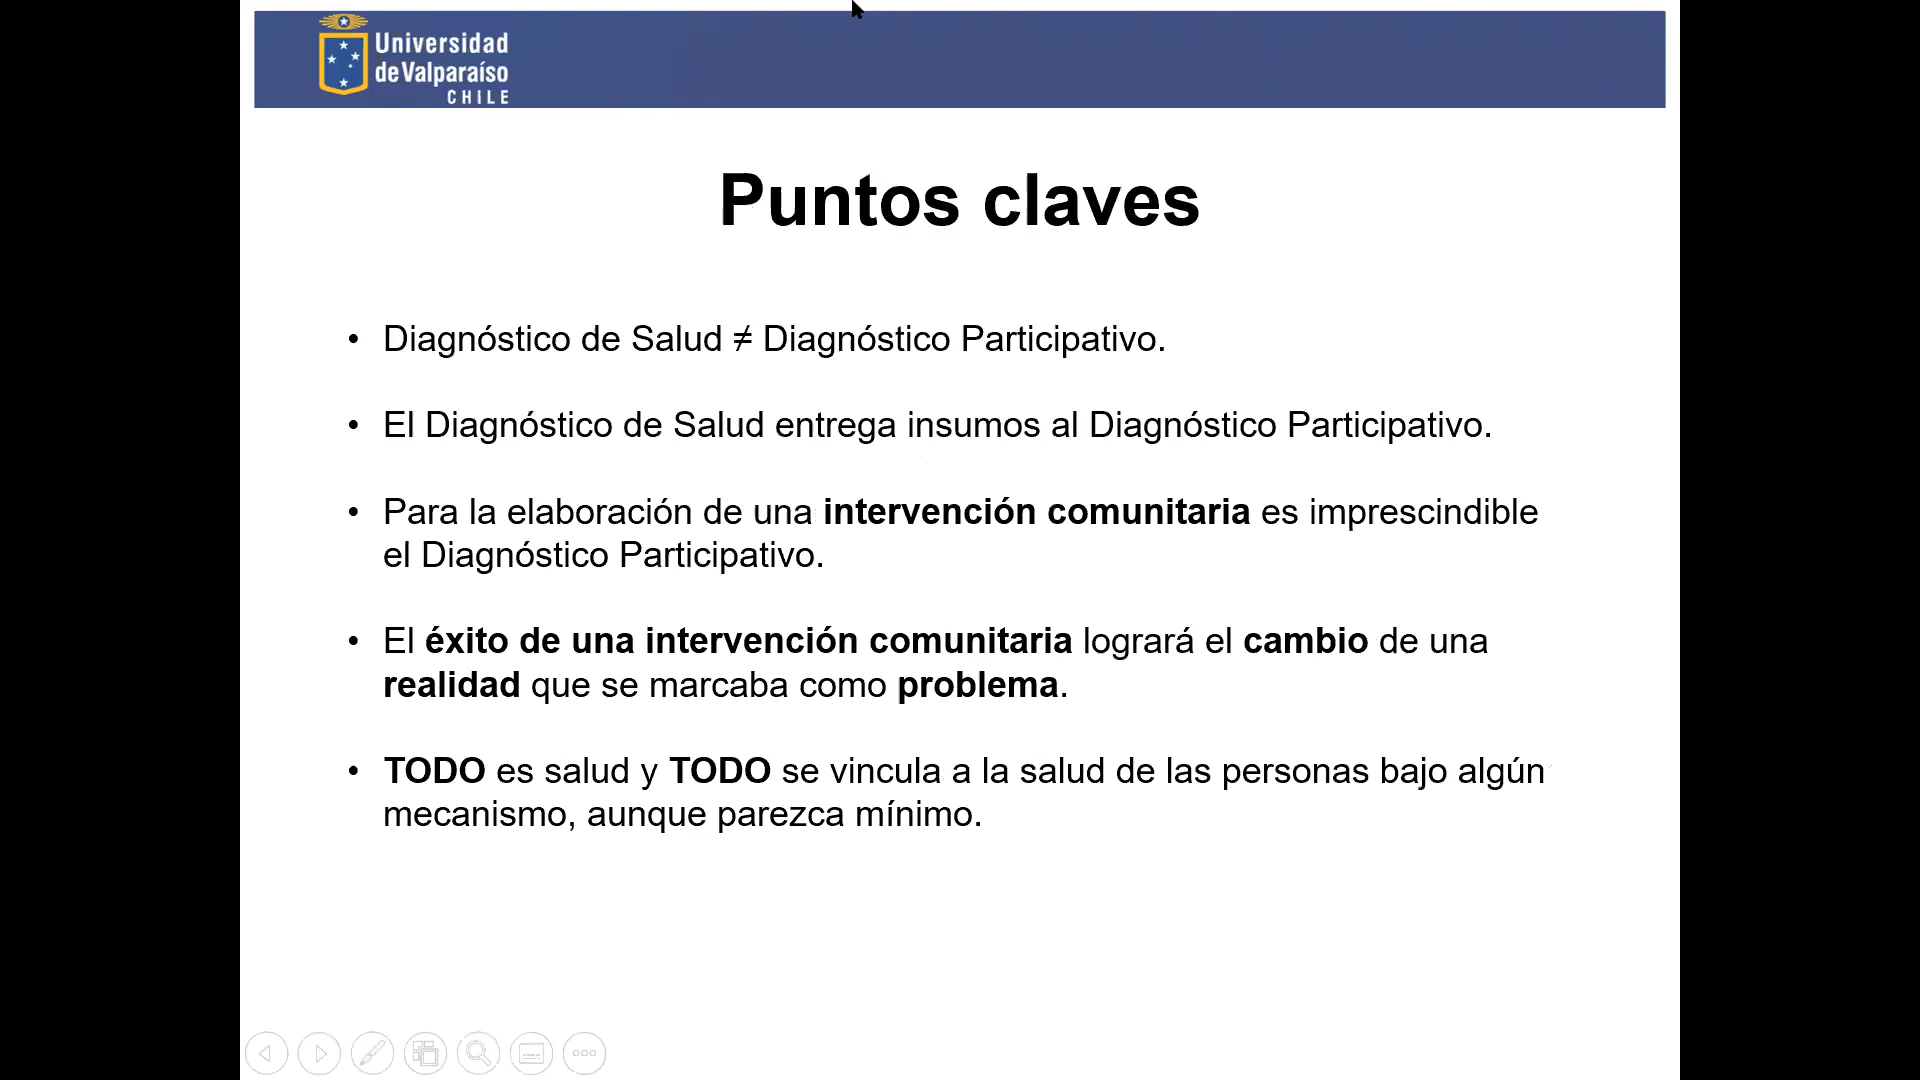 Universidad
de Valparaíso
CHILE
Puntos claves
• Diagnóstico de Salud ≠ Diagnóstico Participativo.
• El Diagnóstico de Salud entrega insumos al Diagnóstico Participativo.
• Para la elaboración de una intervención comunitaria es imprescindible
el Diagnóstico Participativo.
• El éxito de una intervención comunitaria logrará el cambio de una
realidad que se marcaba como problema.
• TODO es salud y TODO se vincula a la salud de las personas bajo algún
mecanismo, aunque parezca mínimo.